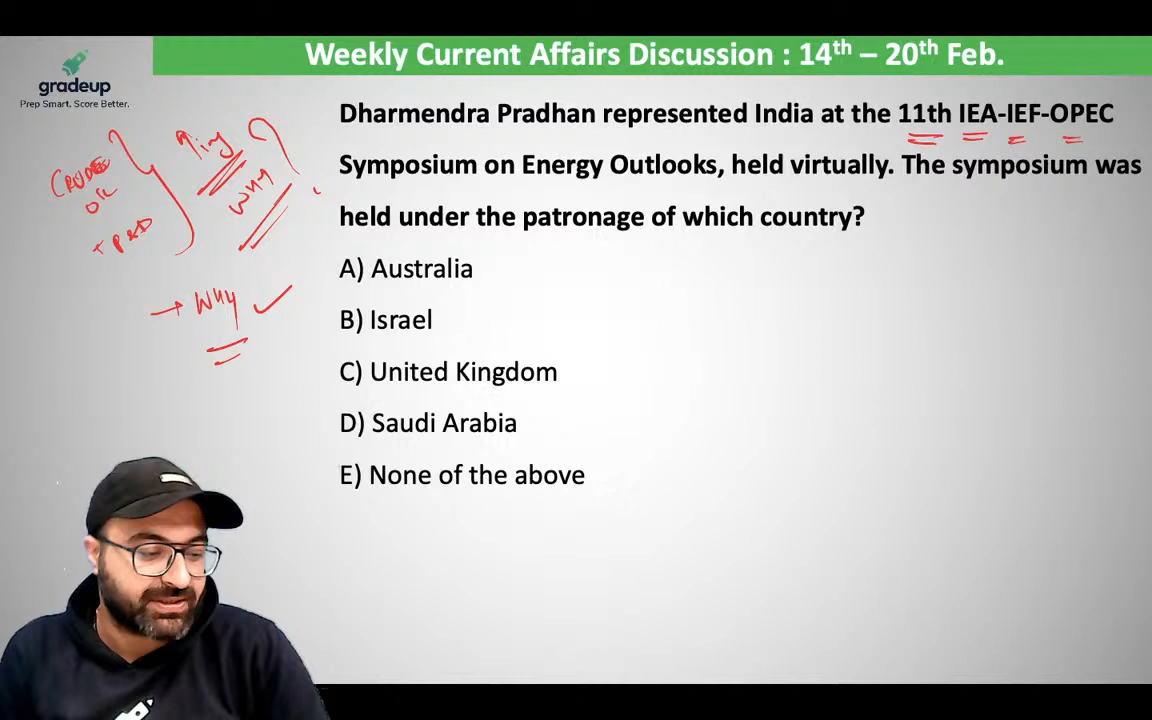 Weekly Current Affairs Discussion : 14th – 20th Feb.
gradeup
Prep Smart. Score Better.
Dharmendra Pradhan represented India at the 11th IEA-IEF-OPEC
Symposium on Energy Outlooks, held virtually. The symposium was
held under the patronage of which country?
A) Australia
B) Israel
C) United Kingdom
D) Saudi Arabia
E) None of the above
CRUDE
OIL
+ P&D
Why
→ Why